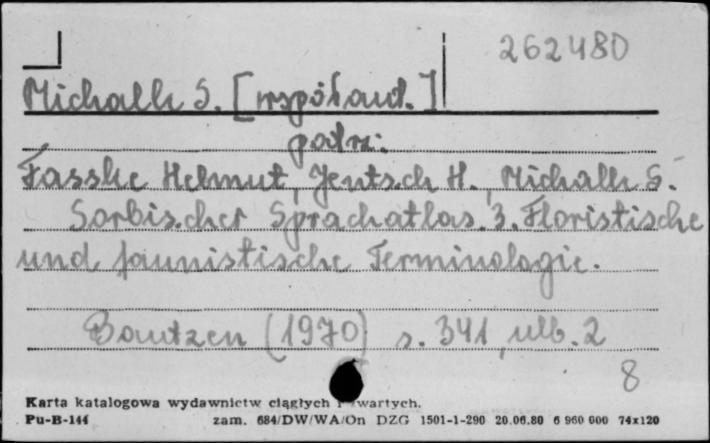 262480
Michalk S. [współaut.]
patrz:
Fasske Helmut, Jentsch H., Michalk S.
Sorbischer Sprachatlas. 3. Floristische
und faunistische Terminologie.
Bautzen (1970) s. 341, ulb. 2
8
Karta katalogowa wydawnictw ciągłych i zwartych.
Pu-B-144 zam. 684/DW/WA/On DZG 1501-1-290 20.06.80 6 960 000 74x120